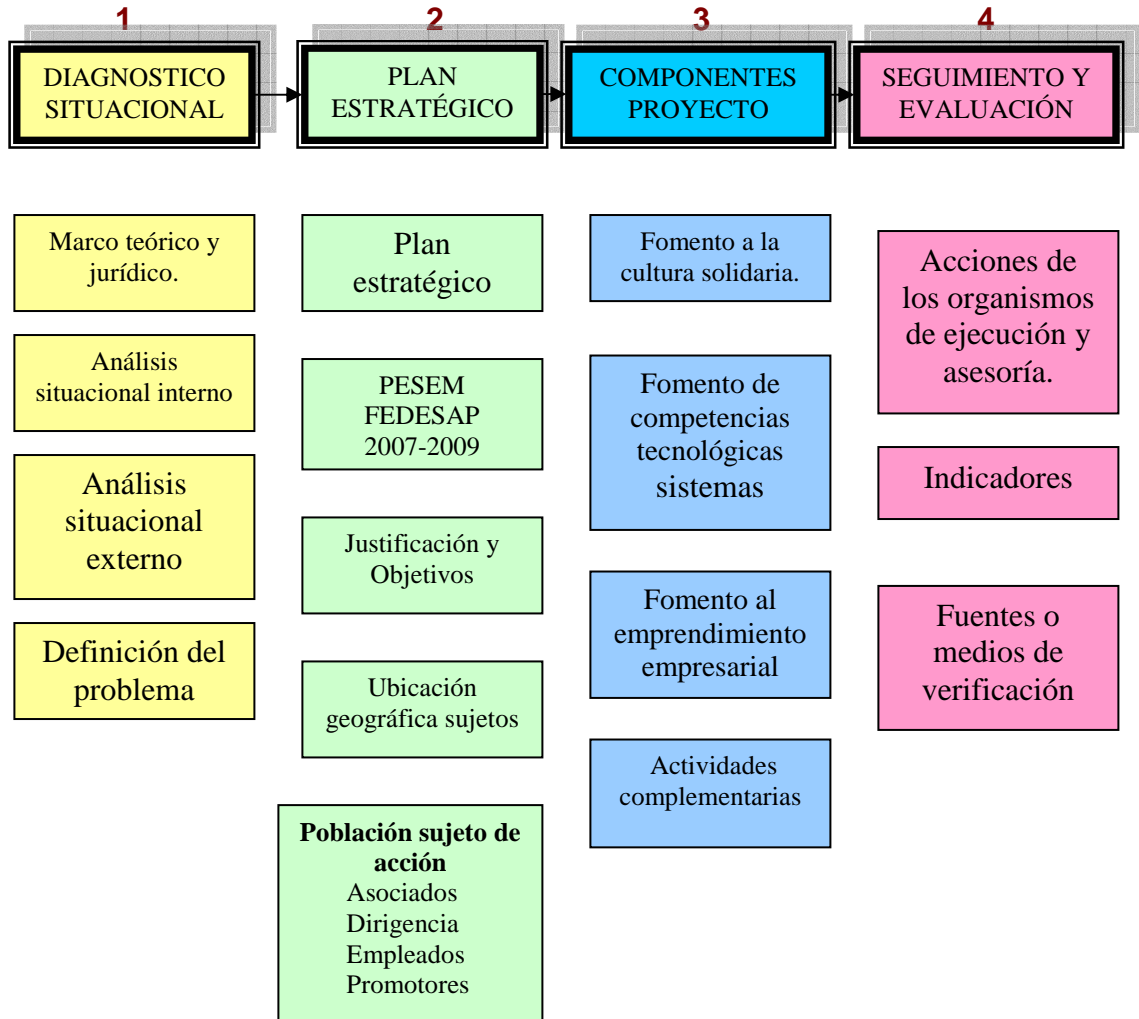 1
2
3
4
DIAGNOSTICO
SITUACIONAL
PLAN
ESTRATÉGICO
COMPONENTES
PROYECTO
SEGUIMIENTO Y
EVALUACIÓN
Marco teórico y
jurídico.
Análisis
situacional interno
Análisis
situacional
externo
Definición del
problema
Plan
estratégico
PESEM
FEDESAP
2007-2009
Justificación y
Objetivos
Ubicación
geográfica sujetos
Población sujeto de
acción
Asociados
Dirigencia
Empleados
Promotores
Fomento a la
cultura solidaria.
Fomento de
competencias
tecnológicas
sistemas
Fomento al
emprendimiento
empresarial
Actividades
complementarias
Acciones de
los organismos
de ejecución y
asesoría.
Indicadores
Fuentes o
medios de
verificación